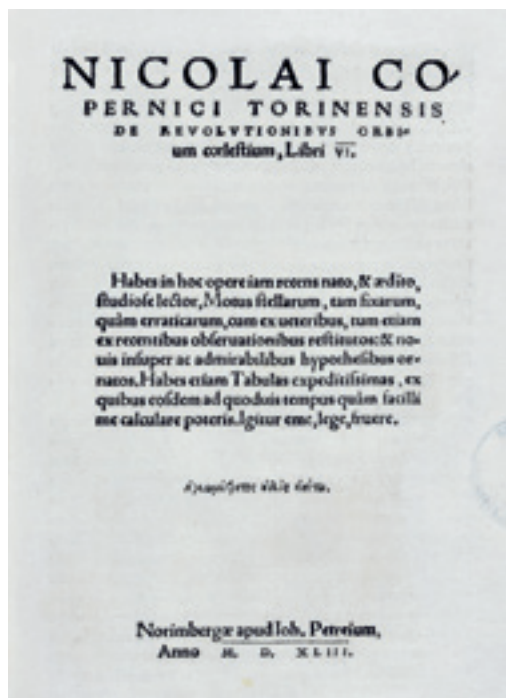 NICOLAI CO
PERNICI TORINENSIS
DE REVOLVTIONIBVS ORBI-
um cœleſtium, Libri VI.
Habes in hoc opere iam recens nato, & ædito,
ſtudioſe lector, Motus ſtellarum, tam fixarum,
quàm erraticarum, cum ex ueteribus, tum etiam
ex recentibus obſeruationibus reſtitutos: & no-
uis inſuper ac admirabilibus hypotheſibus or-
natos. Habes etiam Tabulas expeditiſsimas, ex
quibus eoſdem ad quoduis tempus quàm facilli
me calculare poteris. Igitur eme, lege, fruere.
Norimbergæ apud Ioh. Petreium,
Anno M. D. XLIII.